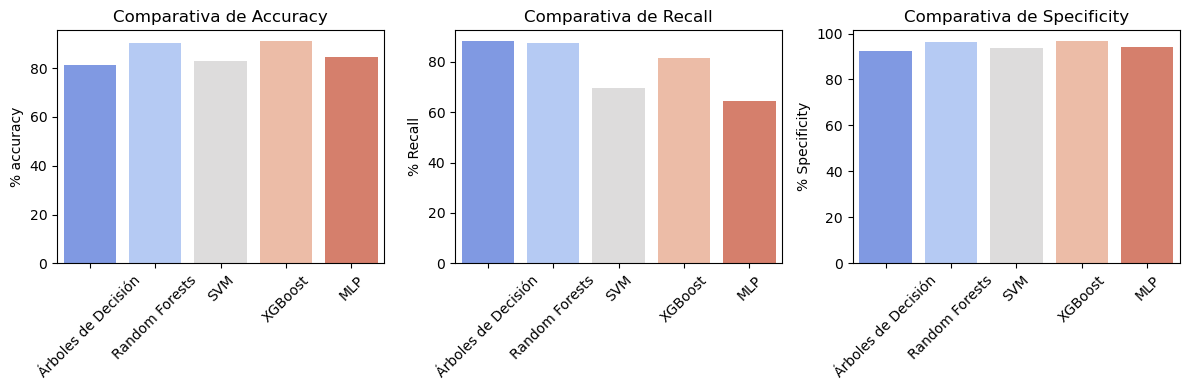 Comparativa de Accuracy
% accuracy
80
60
40
20
0
Árboles de Decisión
Random Forests
SVM
XGBoost
MLP
Comparativa de Recall
% Recall
80
60
40
20
0
Árboles de Decisión
Random Forests
SVM
XGBoost
MLP
Comparativa de Specificity
% Specificity
100
80
60
40
20
0
Árboles de Decisión
Random Forests
SVM
XGBoost
MLP